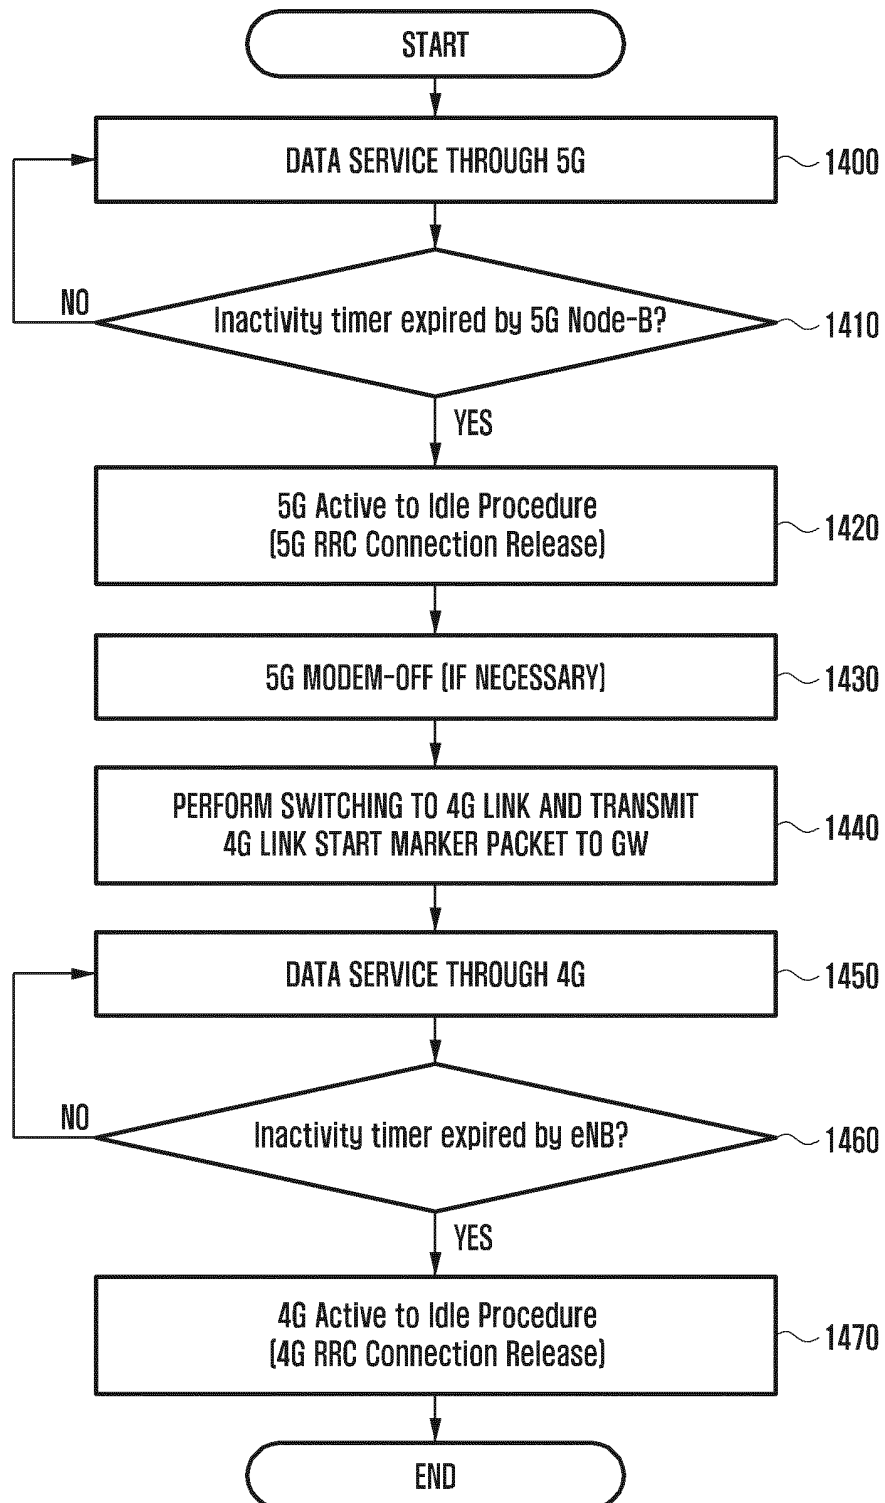 START
DATA SERVICE THROUGH 5G
1400
NO
Inactivity timer expired by 5G Node-B?
1410
YES
5G Active to Idle Procedure
(5G RRC Connection Release)
1420
5G MODEM-OFF (IF NECESSARY)
1430
PERFORM SWITCHING TO 4G LINK AND TRANSMIT
4G LINK START MARKER PACKET TO GW
1440
DATA SERVICE THROUGH 4G
1450
NO
Inactivity timer expired by eNB?
1460
YES
4G Active to Idle Procedure
(4G RRC Connection Release)
1470
END